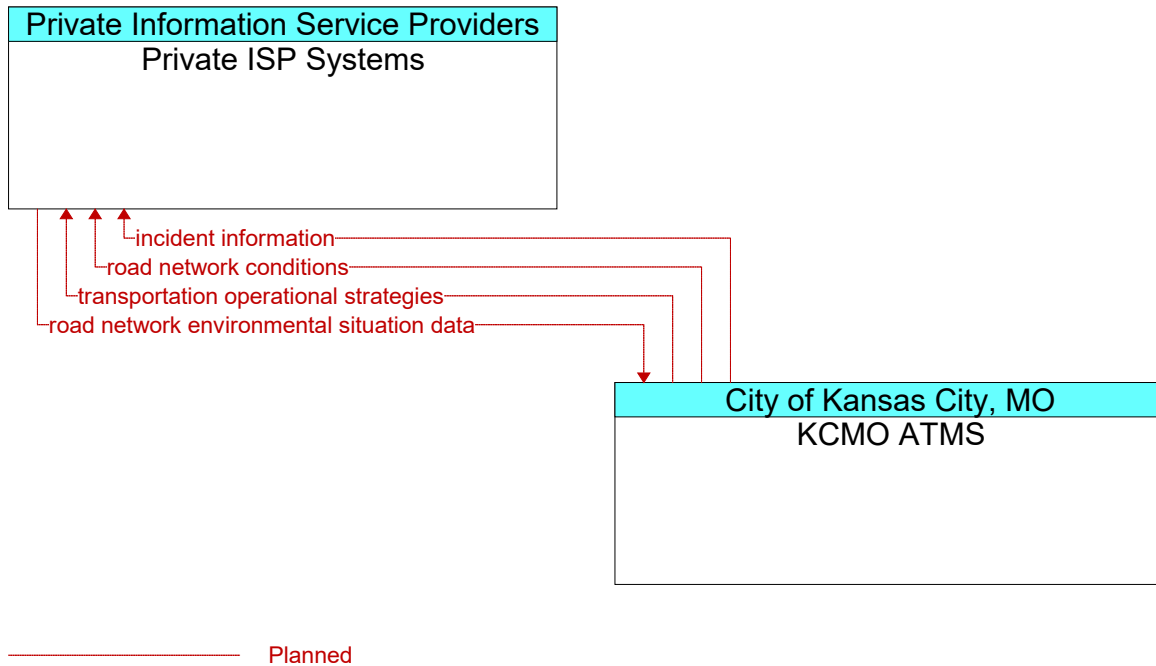 Private Information Service Providers
Private ISP Systems
incident information
road network conditions
transportation operational strategies
road network environmental situation data
City of Kansas City, MO
KCMO ATMS
Planned